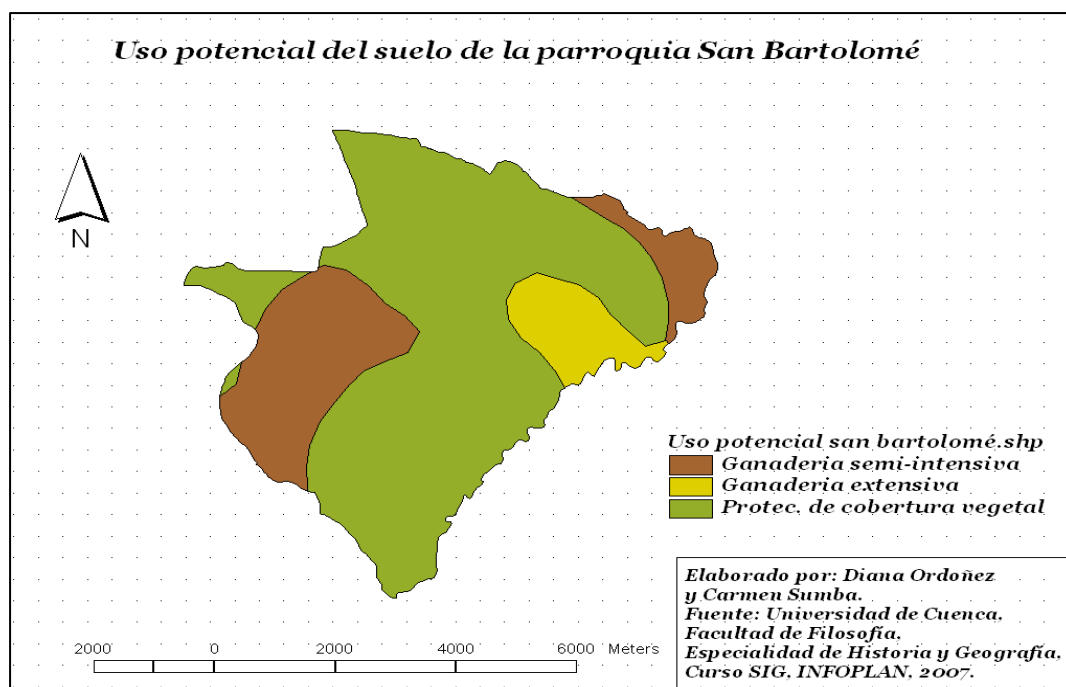 Uso potencial del suelo de la parroquia San Bartolomé
N
Uso potencial san bartolomé.shp
Ganaderia semi-intensiva
Ganaderia extensiva
Protec. de cobertura vegetal
Elaborado por: Diana Ordoñez
y Carmen Sumba.
Fuente: Universidad de Cuenca,
Facultad de Filosofía,
Especialidad de Historia y Geografía,
Curso SIG, INFOPLAN, 2007.
2000 0 2000 4000 6000 Meters